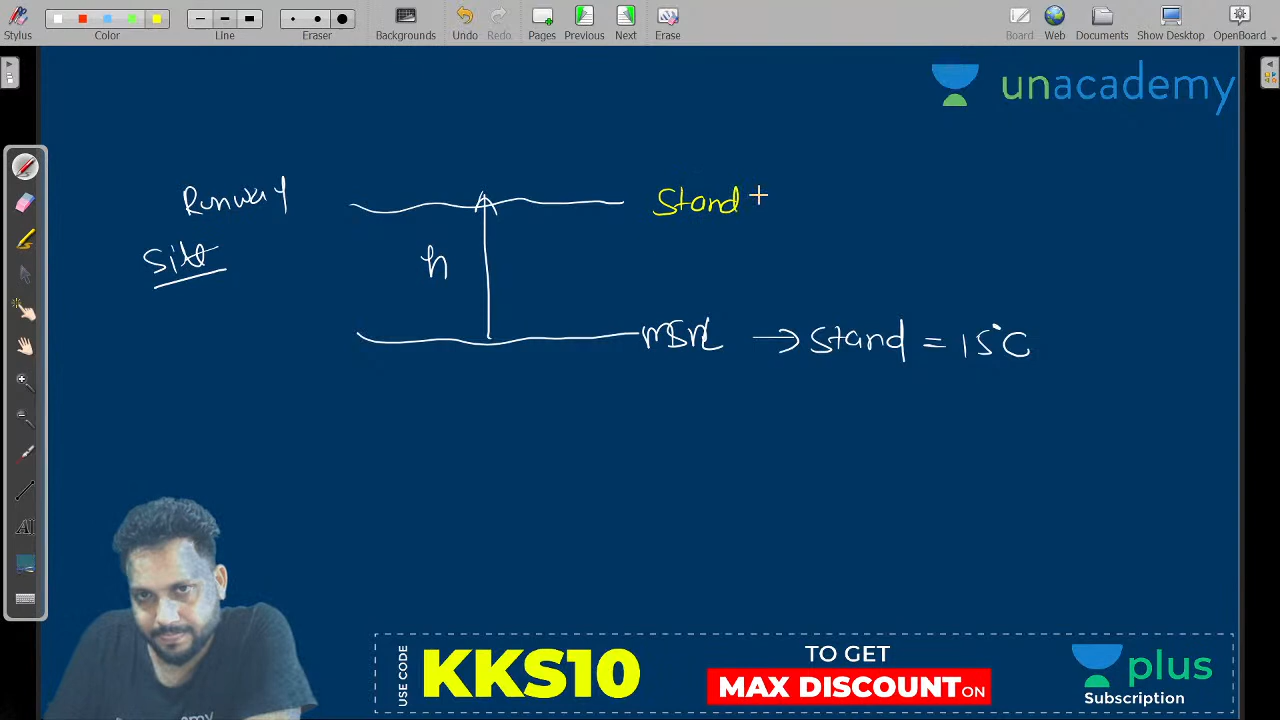 Stylus
Color
Line
Eraser
Backgrounds
Undo
Redo
Pages
Previous
Next
Erase
Board
Web
Documents
Show Desktop
OpenBoard
unacademy
Runway
Stand
Site
h
MSL → Stand = 15°C
AI
USE CODE
KKS10
TO GET
MAX DISCOUNT ON
plus
Subscription